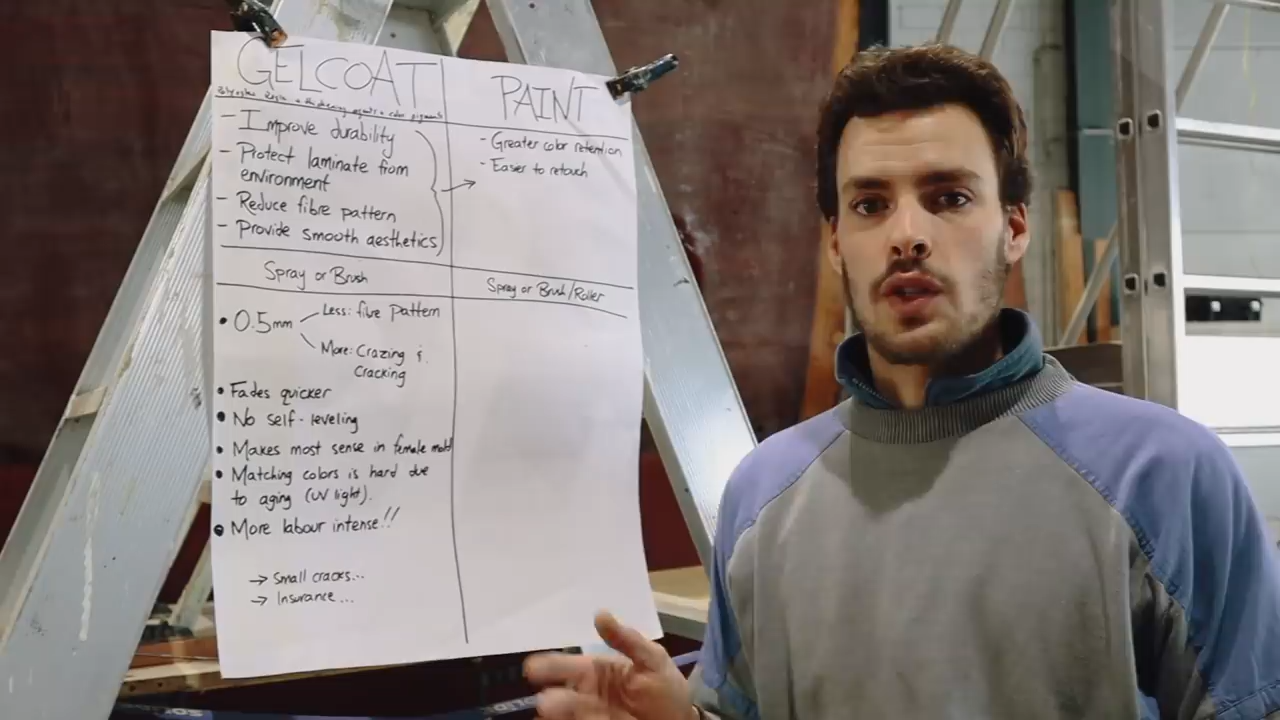 GELCOAT
Polyester Resin + thickening agents + color pigments
- Improve durability
- Protect laminate from
environment
- Reduce fibre pattern
- Provide smooth aesthetics
Spray or Brush
• 0.5mm
Less: fibre pattern
More: Crazing &
Cracking
• Fades quicker
• No self-leveling
• Makes most sense in female mold
• Matching colors is hard due
to aging (UV light).
• More labour intense!!
→ Small cracks...
→ Insurance...
PAINT
- Greater color retention
- Easier to retouch
Spray or Brush/Roller